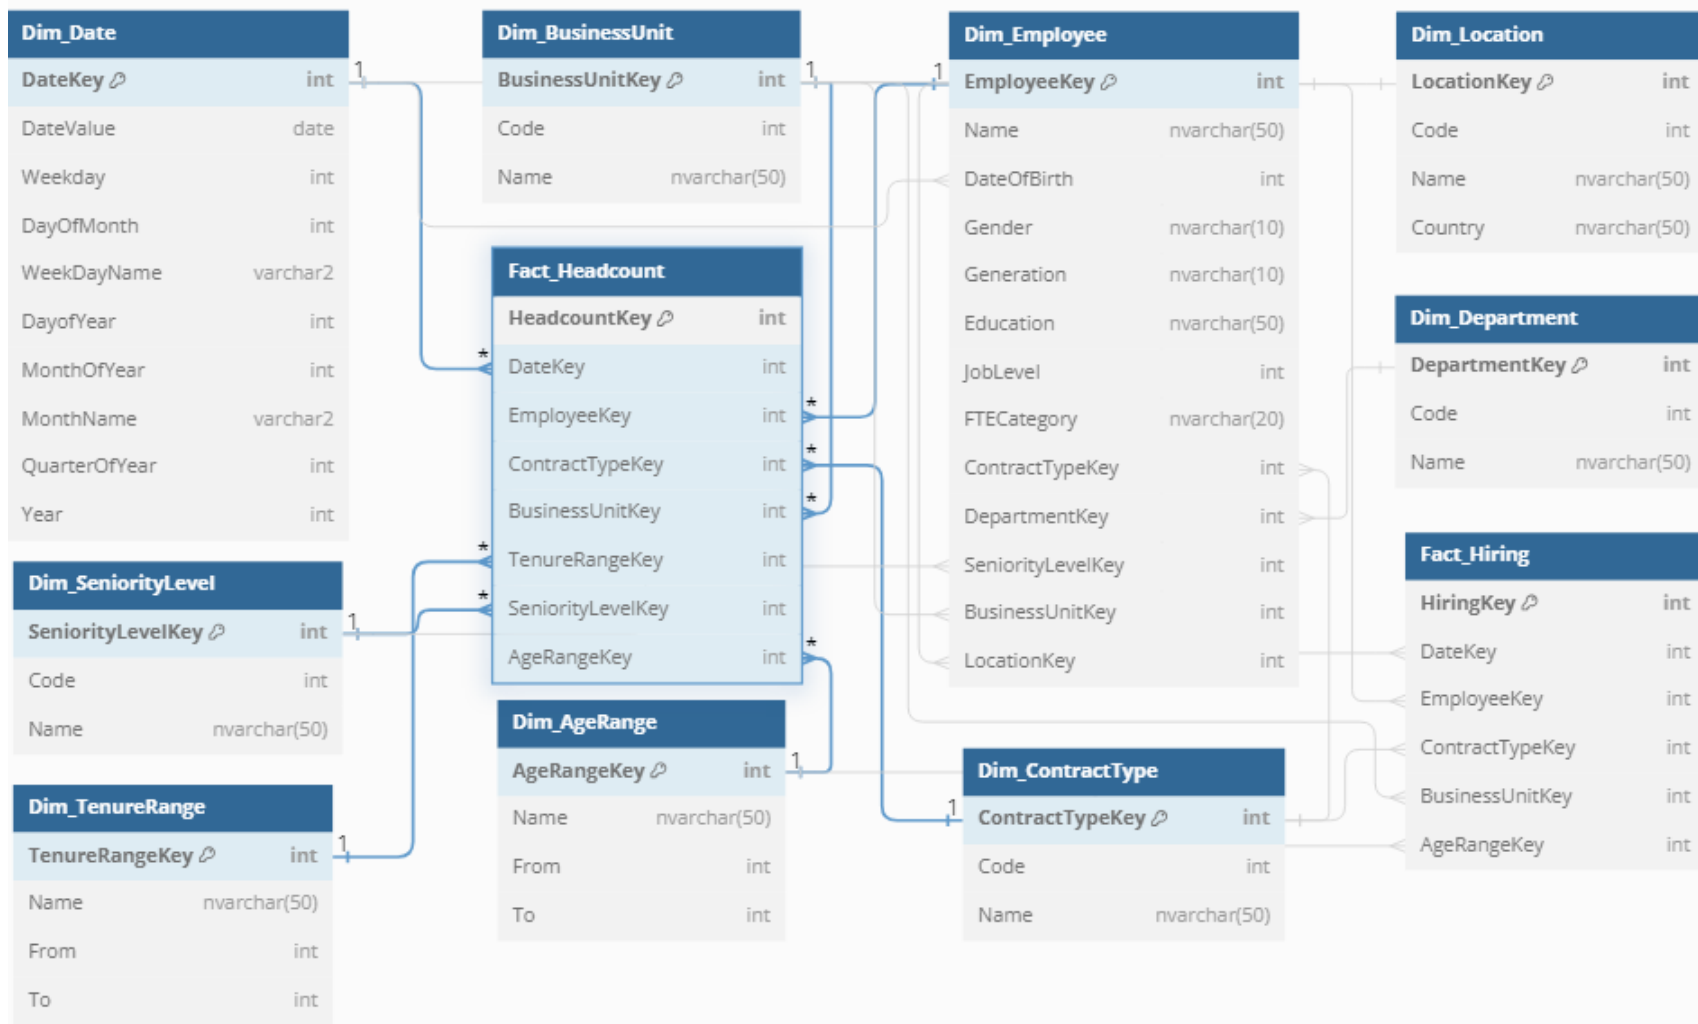 Dim_Date
DateKey int
DateValue date
Weekday int
DayOfMonth int
WeekDayName varchar2
DayofYear int
MonthOfYear int
MonthName varchar2
QuarterOfYear int
Year int
1
Dim_SeniorityLevel
SeniorityLevelKey int
Code int
Name nvarchar(50)
1
Dim_TenureRange
TenureRangeKey int
Name nvarchar(50)
From int
To int
1
Dim_BusinessUnit
BusinessUnitKey int
Code int
Name nvarchar(50)
1
Fact_Headcount
HeadcountKey int
* DateKey int
EmployeeKey int *
ContractTypeKey int *
BusinessUnitKey int *
* TenureRangeKey int
* SeniorityLevelKey int
AgeRangeKey int *
Dim_AgeRange
AgeRangeKey int
Name nvarchar(50)
From int
To int
1
Dim_Employee
1 EmployeeKey int
Name nvarchar(50)
DateOfBirth int
Gender nvarchar(10)
Generation nvarchar(10)
Education nvarchar(50)
JobLevel int
FTECategory nvarchar(20)
ContractTypeKey int
DepartmentKey int
SeniorityLevelKey int
BusinessUnitKey int
LocationKey int
Dim_ContractType
1 ContractTypeKey int
Code int
Name nvarchar(50)
Dim_Location
LocationKey int
Code int
Name nvarchar(50)
Country nvarchar(50)
Dim_Department
DepartmentKey int
Code int
Name nvarchar(50)
Fact_Hiring
HiringKey int
DateKey int
EmployeeKey int
ContractTypeKey int
BusinessUnitKey int
AgeRangeKey int